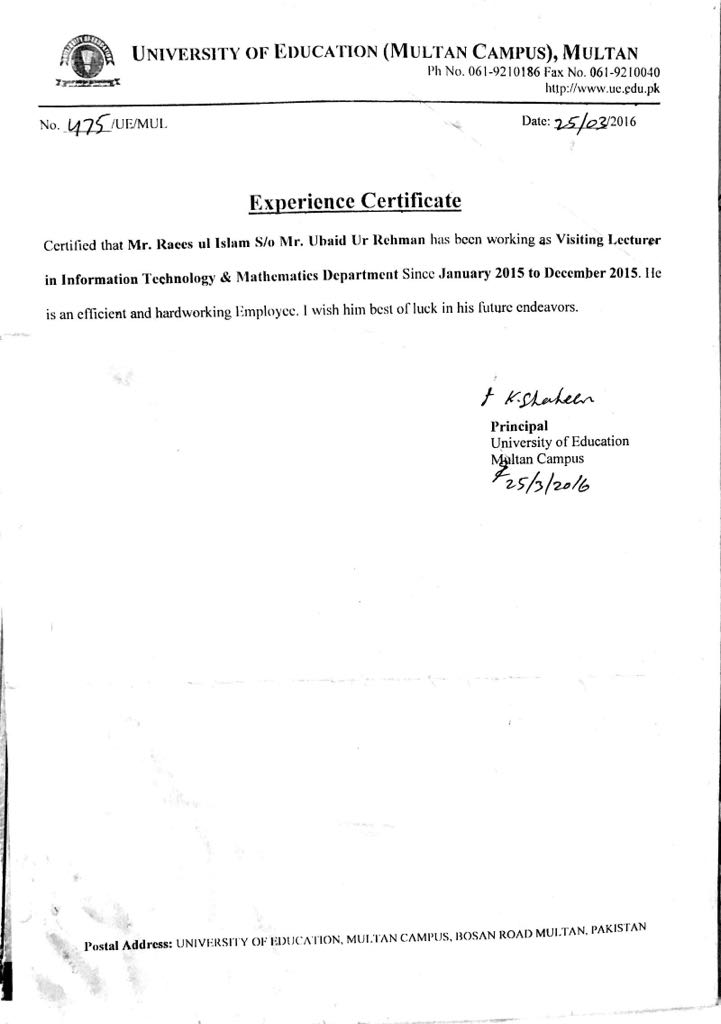 UNIVERSITY OF EDUCATION (MULTAN CAMPUS), MULTAN
Ph No. 061-9210186 Fax No. 061-9210040
http://www.ue.edu.pk
No. 475/UE/MUL
Date: 25/03/2016
Experience Certificate
Certified that Mr. Raees ul Islam S/o Mr. Ubaid Ur Rehman has been working as Visiting Lecturer
in Information Technology & Mathematics Department Since January 2015 to December 2015. He
is an efficient and hardworking Employee. I wish him best of luck in his future endeavors.
K. Shaheen
Principal
University of Education
Multan Campus
25/3/2016
Postal Address: UNIVERSITY OF EDUCATION, MULTAN CAMPUS, BOSAN ROAD MULTAN, PAKISTAN